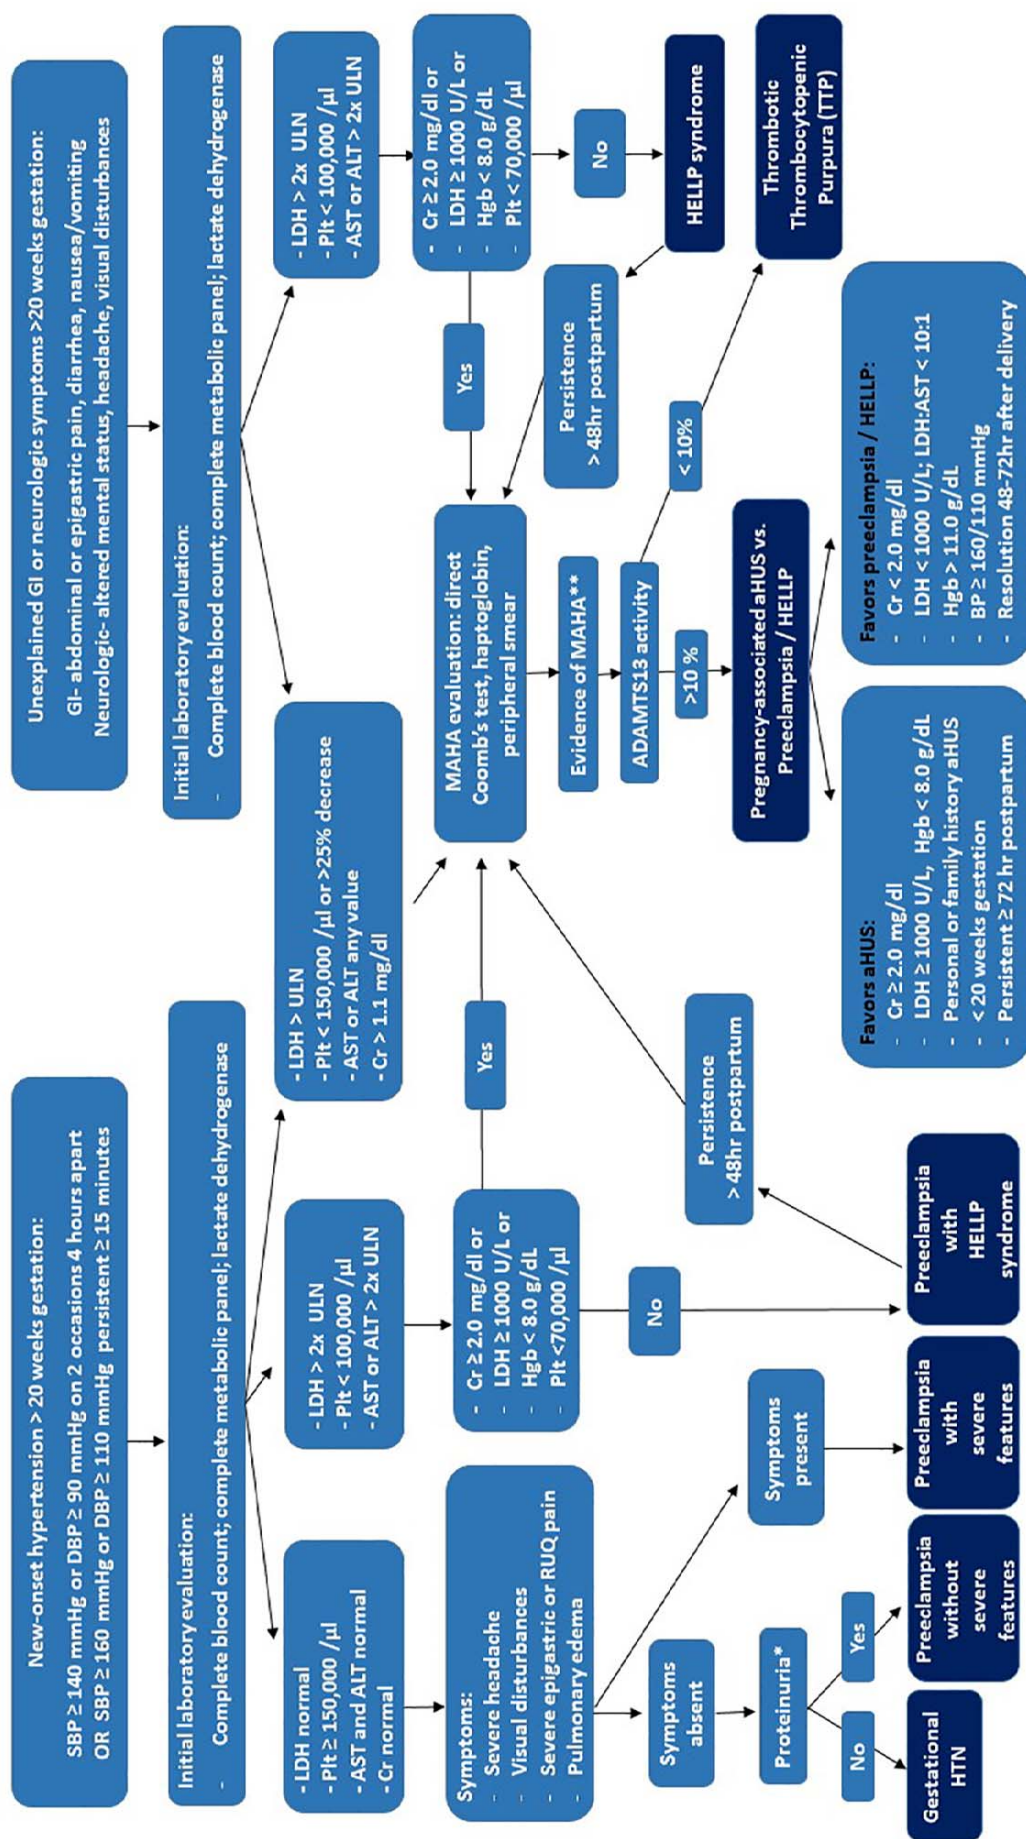 New-onset hypertension > 20 weeks gestation:
SBP ≥ 140 mmHg or DBP ≥ 90 mmHg on 2 occasions 4 hours apart
OR SBP ≥ 160 mmHg or DBP ≥ 110 mmHg persistent ≥ 15 minutes
Initial laboratory evaluation:
- Complete blood count; complete metabolic panel; lactate dehydrogenase
- LDH normal
- Plt ≥ 150,000 /µl
- AST and ALT normal
- Cr normal
- LDH > 2x ULN
- Plt < 100,000 /µl
- AST or ALT > 2x ULN
- LDH > ULN
- Plt < 150,000 /µl or >25% decrease
- AST or ALT any value
- Cr > 1.1 mg/dl
Symptoms:
- Severe headache
- Visual disturbances
- Severe epigastric or RUQ pain
- Pulmonary edema
- Cr ≥ 2.0 mg/dl or
- LDH ≥ 1000 U/L or
- Hgb < 8.0 g/dL
- Plt <70,000 /µl
Yes
No
Symptoms
absent
Symptoms
present
Persistence
> 48hr postpartum
Proteinuria*
No
Yes
Gestational
HTN
Preeclampsia
without
severe
features
Preeclampsia
with
severe
features
Preeclampsia
with
HELLP
syndrome
Unexplained GI or neurologic symptoms >20 weeks gestation:
GI- abdominal or epigastric pain, diarrhea, nausea/vomiting
Neurologic- altered mental status, headache, visual disturbances
Initial laboratory evaluation:
- Complete blood count; complete metabolic panel; lactate dehydrogenase
- LDH > 2x ULN
- Plt < 100,000 /µl
- AST or ALT > 2x ULN
- Cr ≥ 2.0 mg/dl or
- LDH ≥ 1000 U/L or
- Hgb < 8.0 g/dL
- Plt < 70,000 /µl
Yes
No
HELLP syndrome
Persistence
> 48hr postpartum
MAHA evaluation: direct
Coomb's test, haptoglobin,
peripheral smear
Evidence of MAHA**
ADAMTS13 activity
>10 %
< 10%
Thrombotic
Thrombocytopenic
Purpura (TTP)
Pregnancy-associated aHUS vs.
Preeclampsia / HELLP
Favors aHUS:
- Cr ≥ 2.0 mg/dl
- LDH ≥ 1000 U/L, Hgb < 8.0 g/dL
- Personal or family history aHUS
- < 20 weeks gestation
- Persistent ≥ 72 hr postpartum
Favors preeclampsia / HELLP:
- Cr < 2.0 mg/dl
- LDH < 1000 U/L; LDH:AST < 10:1
- Hgb > 11.0 g/dL
- BP ≥ 160/110 mmHg
- Resolution 48-72hr after delivery